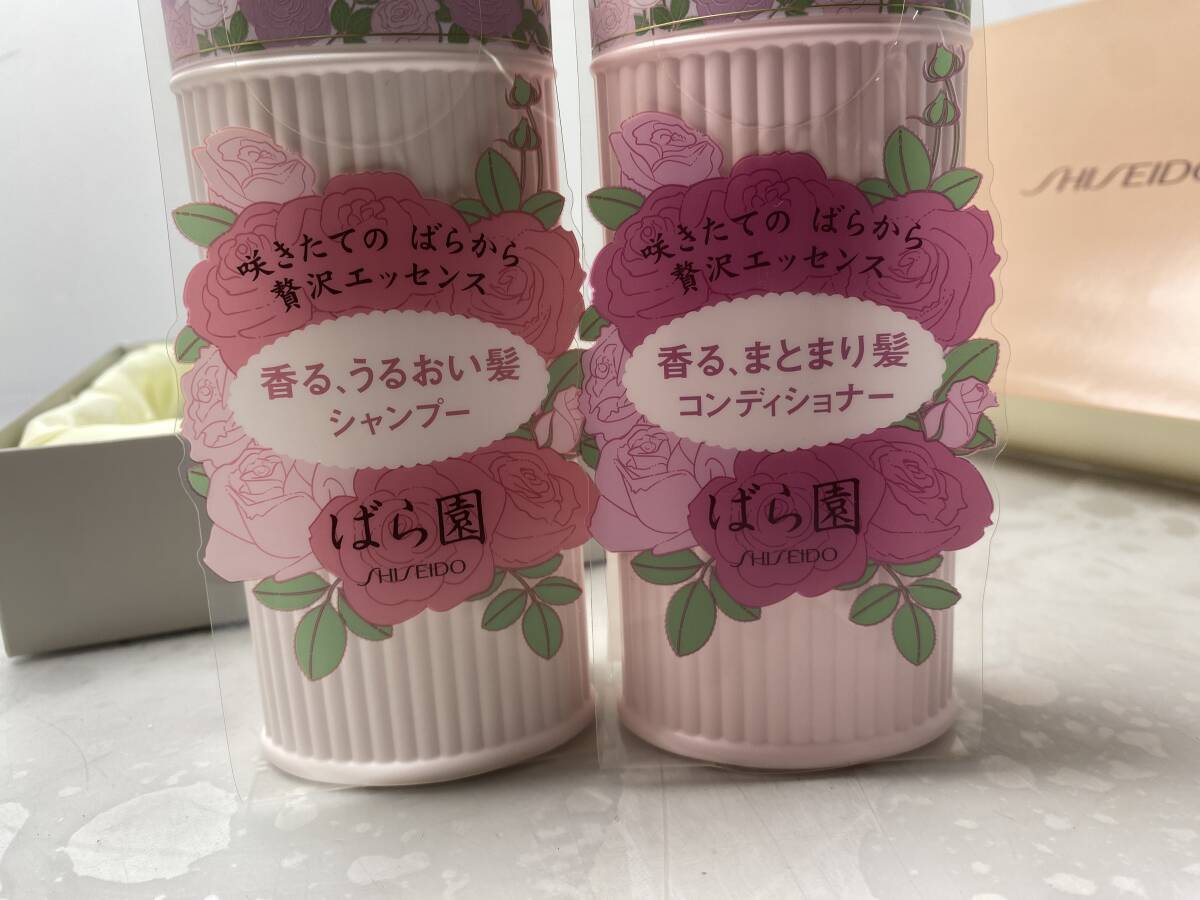 咲きたての ばらから
贅沢エッセンス
香る、うるおい髪
シャンプー
ばら園
SHISEIDO
咲きたての ばらから
贅沢エッセンス
香る、まとまり髪
コンディショナー
ばら園
SHISEIDO
SHISEIDO